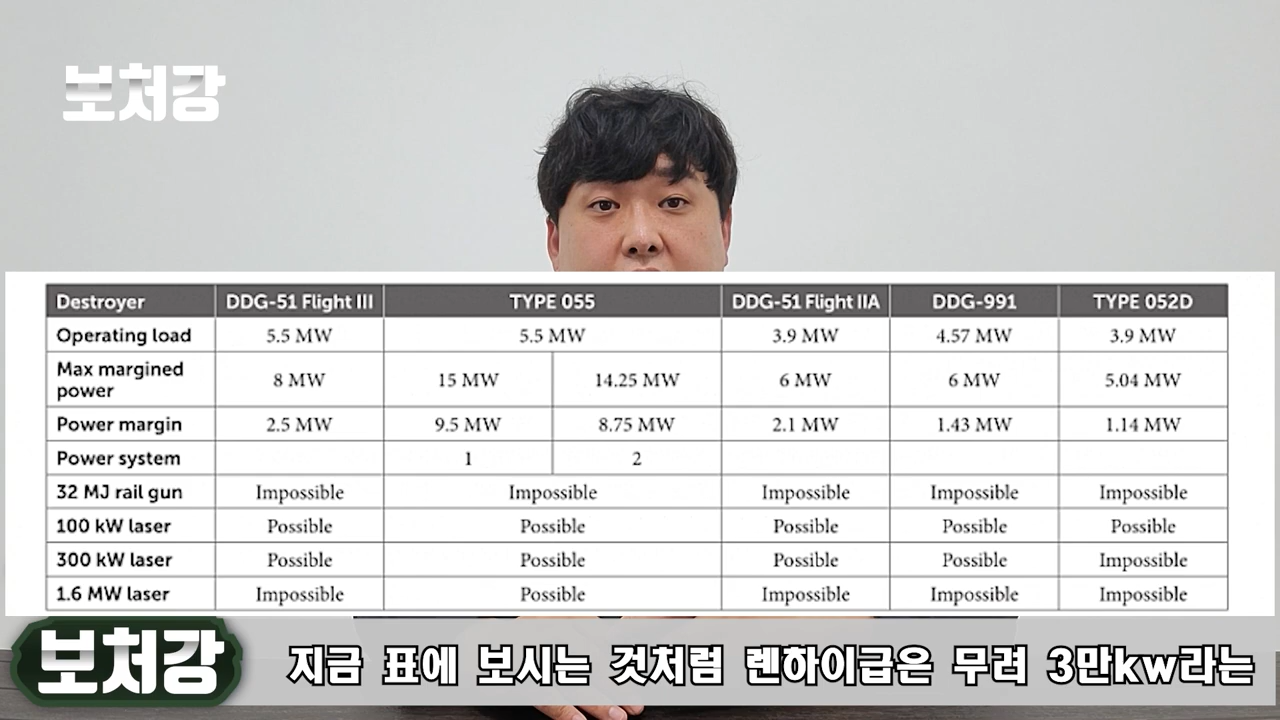 보처강
Destroyer DDG-51 Flight III TYPE 055 DDG-51 Flight IIA DDG-991 TYPE 052D
Operating load 5.5 MW 5.5 MW 3.9 MW 4.57 MW 3.9 MW
Max margined power 8 MW 15 MW 14.25 MW 6 MW 6 MW 5.04 MW
Power margin 2.5 MW 9.5 MW 8.75 MW 2.1 MW 1.43 MW 1.14 MW
Power system 1 2
32 MJ rail gun Impossible Impossible Impossible Impossible Impossible
100 kW laser Possible Possible Possible Possible Possible
300 kW laser Possible Possible Possible Possible Impossible
1.6 MW laser Impossible Possible Impossible Impossible Impossible
보처강
지금 표에 보시는 것처럼 렌하이급은 무려 3만kw라는